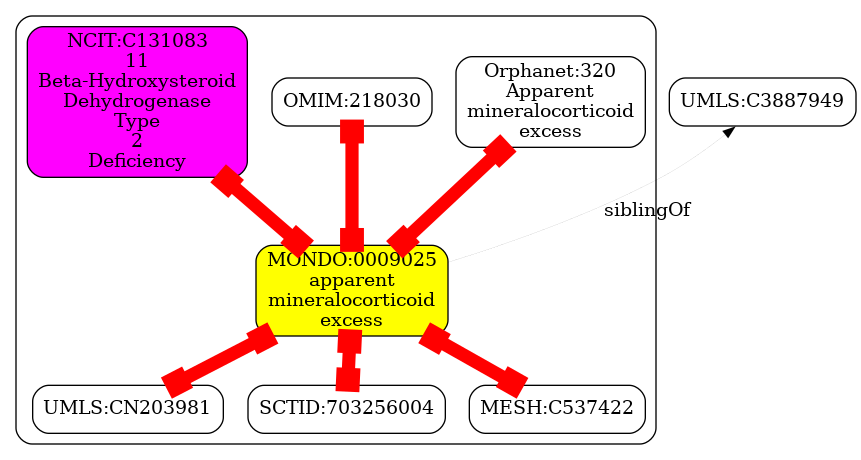 NCIT:C131083
11
Beta-Hydroxysteroid
Dehydrogenase
Type
2
Deficiency
OMIM:218030
Orphanet:320
Apparent
mineralocorticoid
excess
UMLS:C3887949
siblingOf
MONDO:0009025
apparent
mineralocorticoid
excess
UMLS:CN203981
SCTID:703256004
MESH:C537422